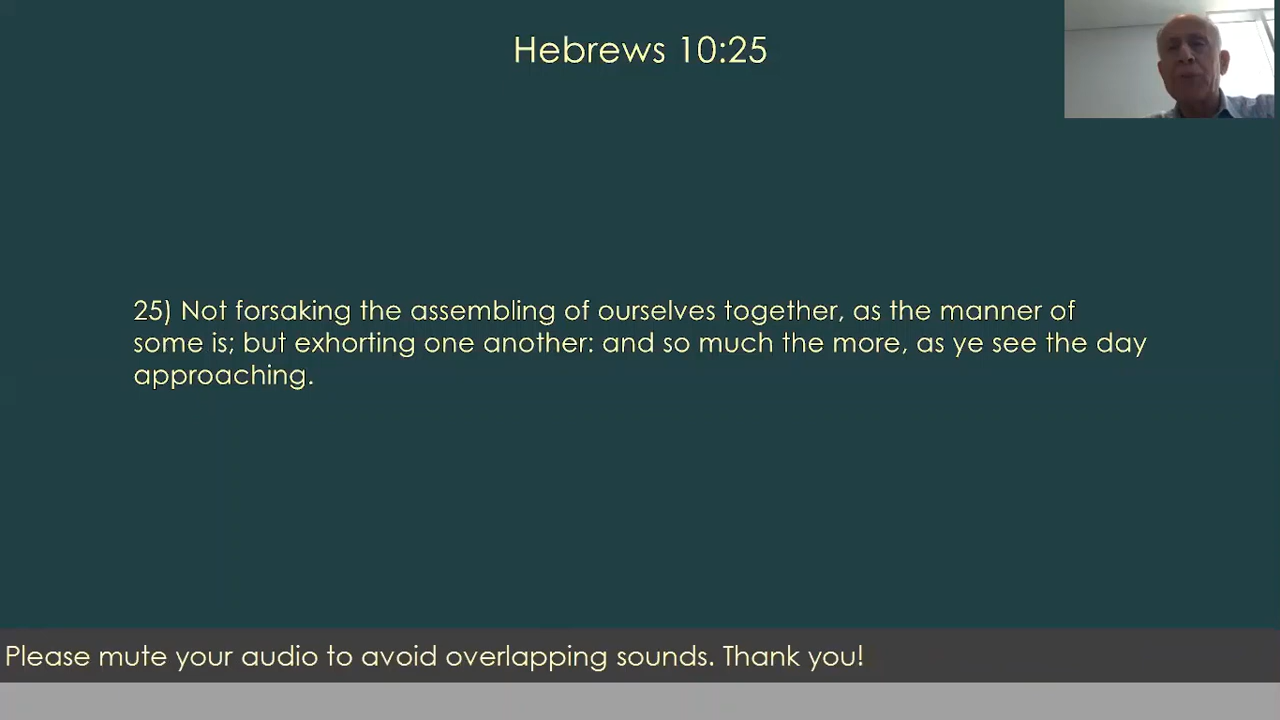 Hebrews 10:25
25) Not forsaking the assembling of ourselves together, as the manner of
some is; but exhorting one another: and so much the more, as ye see the day
approaching.
Please mute your audio to avoid overlapping sounds. Thank you!